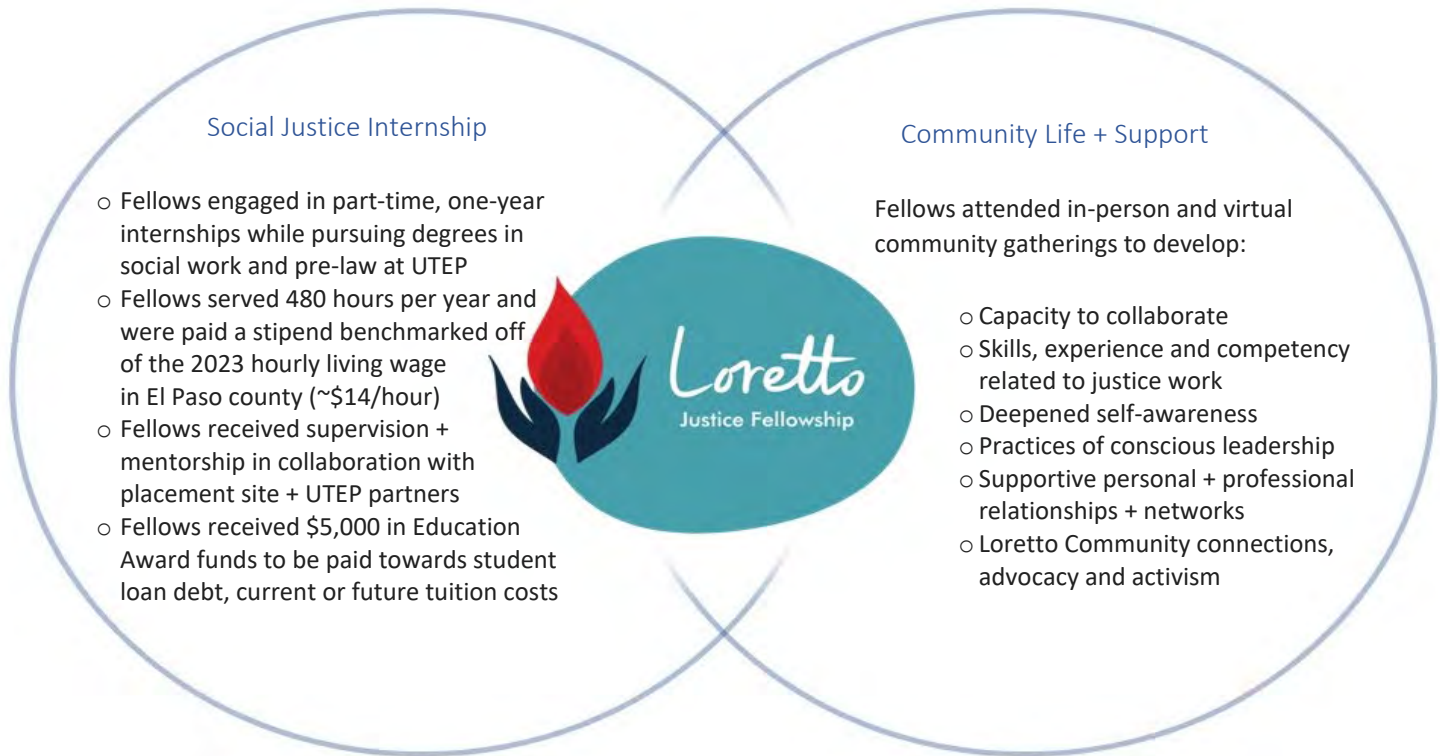 Social Justice Internship
○ Fellows engaged in part-time, one-year
internships while pursuing degrees in
social work and pre-law at UTEP
○ Fellows served 480 hours per year and
were paid a stipend benchmarked off
of the 2023 hourly living wage
in El Paso county (~$14/hour)
○ Fellows received supervision +
mentorship in collaboration with
placement site + UTEP partners
○ Fellows received $5,000 in Education
Award funds to be paid towards student
loan debt, current or future tuition costs
Loretto
Justice Fellowship
Community Life + Support
Fellows attended in-person and virtual
community gatherings to develop:
○ Capacity to collaborate
○ Skills, experience and competency
related to justice work
○ Deepened self-awareness
○ Practices of conscious leadership
○ Supportive personal + professional
relationships + networks
○ Loretto Community connections,
advocacy and activism